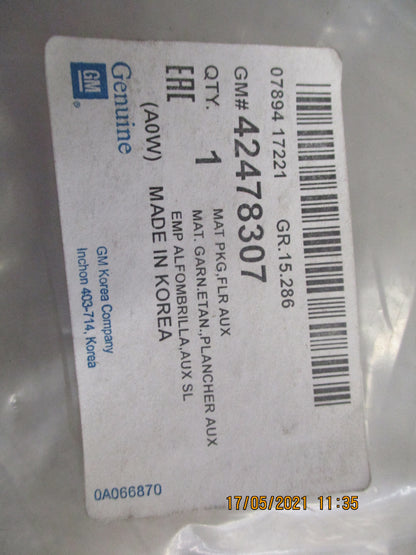 07894 17221 GR.15.286
GM# 42478307
QTY. 1 MAT PKG,FLR AUX
MAT. GARN.ETAN.,PLANCHER AUX
EMP ALFOMBRILLA,AUX SL
EAC
(A0W) MADE IN KOREA
Genuine
GM
GM Korea Company
Inchon 403-714, Korea
0A066870
17/05/2021 11:35